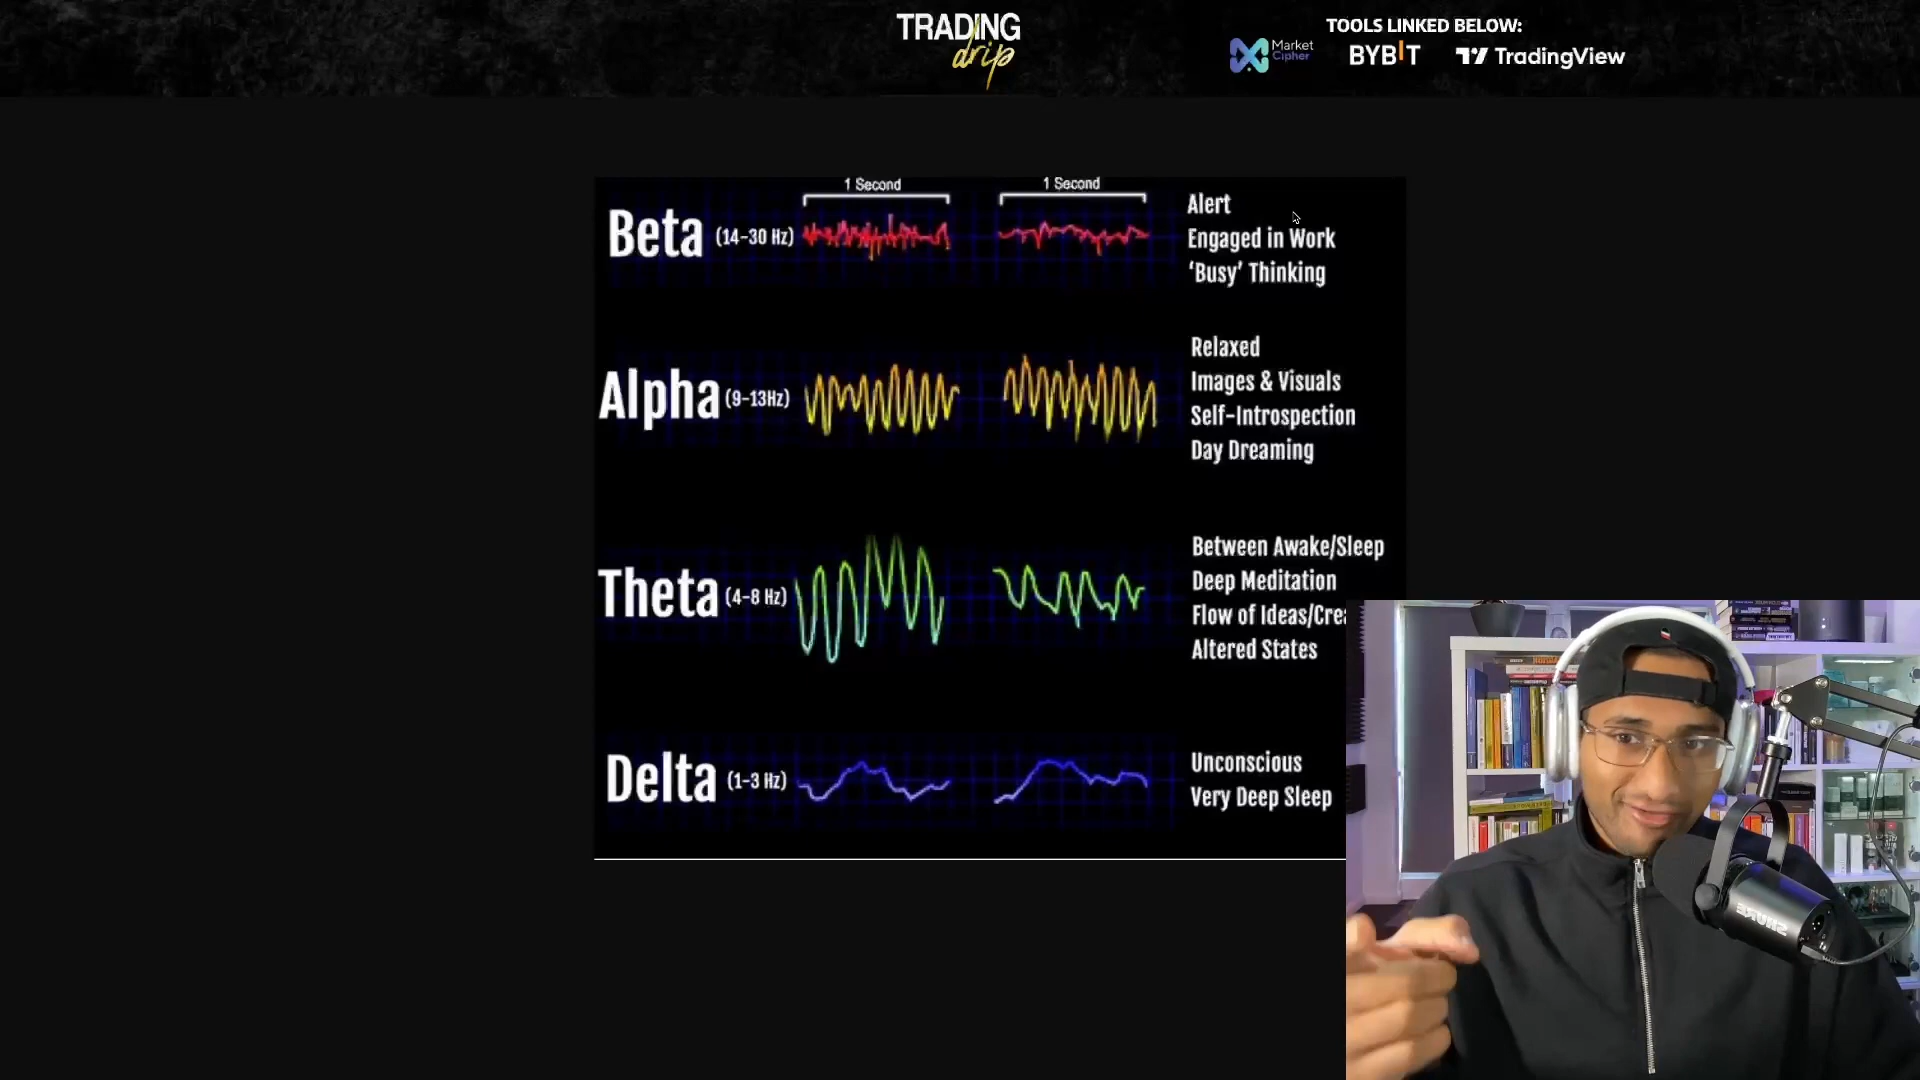 TRADING
drip
TOOLS LINKED BELOW:
Market
Cipher
BYBIT
TradingView
1 Second
1 Second
Beta (14-30 Hz)
Alert
Engaged in Work
‘Busy’ Thinking
Alpha (9-13Hz)
Relaxed
Images & Visuals
Self-Introspection
Day Dreaming
Theta (4-8 Hz)
Between Awake/Sleep
Deep Meditation
Flow of Ideas/Crea
Altered States
Delta (1-3 Hz)
Unconscious
Very Deep Sleep
SHURE